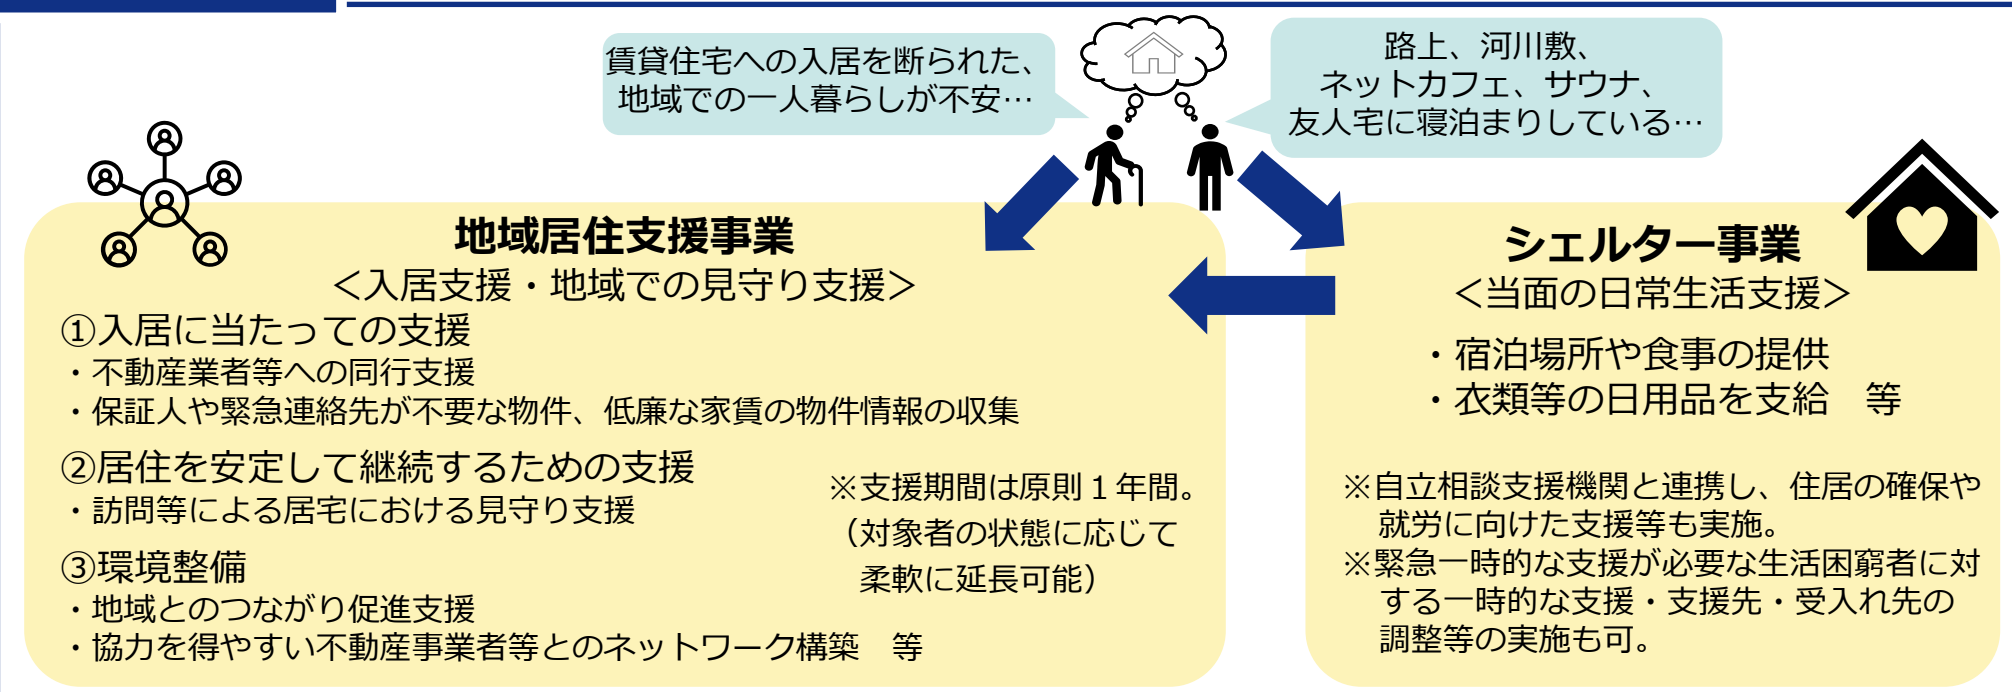 賃貸住宅への入居を断られた、
地域での一人暮らしが不安…
路上、河川敷、
ネットカフェ、サウナ、
友人宅に寝泊まりしている…
地域居住支援事業
＜入居支援・地域での見守り支援＞
①入居に当たっての支援
・不動産業者等への同行支援
・保証人や緊急連絡先が不要な物件、低廉な家賃の物件情報の収集
②居住を安定して継続するための支援
・訪問等による居宅における見守り支援
③環境整備
・地域とのつながり促進支援
・協力を得やすい不動産事業者等とのネットワーク構築　等
※支援期間は原則１年間。
（対象者の状態に応じて
柔軟に延長可能）
シェルター事業
＜当面の日常生活支援＞
・宿泊場所や食事の提供
・衣類等の日用品を支給　等
※自立相談支援機関と連携し、住居の確保や
就労に向けた支援等も実施。
※緊急一時的な支援が必要な生活困窮者に対
する一時的な支援・支援先・受入れ先の
調整等の実施も可。